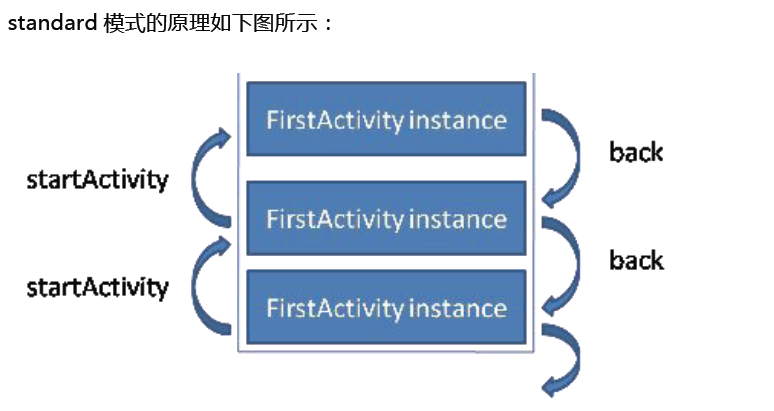 standard 模式的原理如下图所示：
FirstActivity instance
back
startActivity
FirstActivity instance
back
startActivity
FirstActivity instance